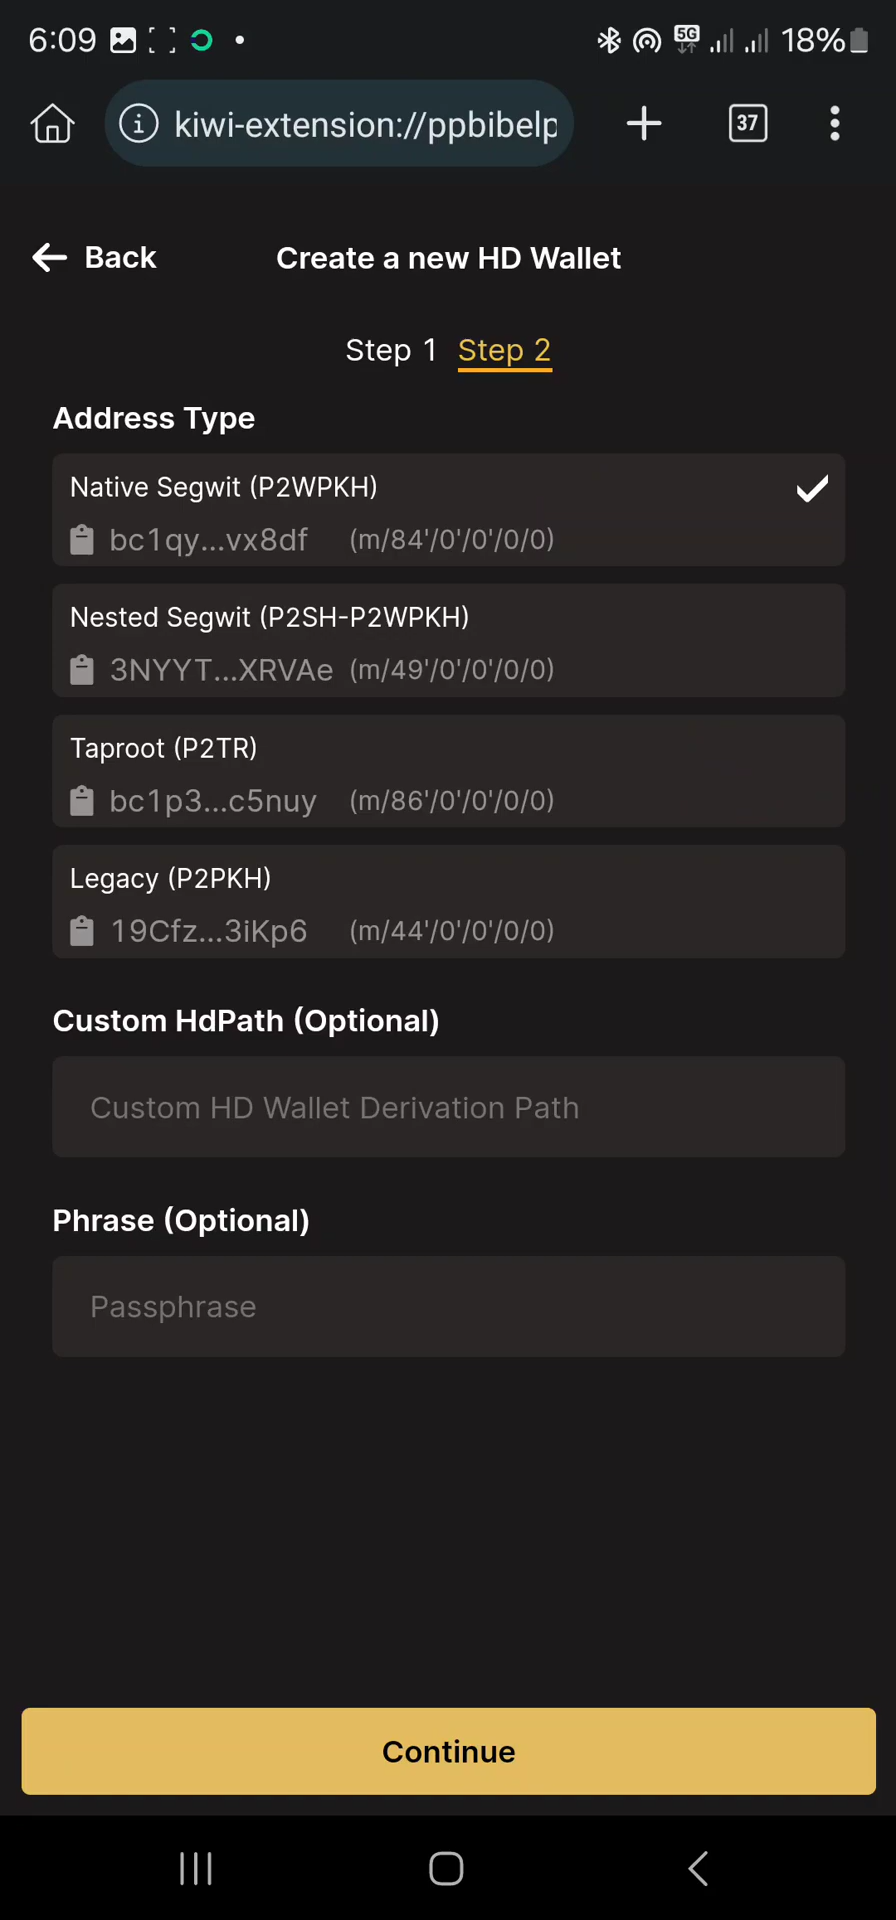 6:09 5G 18%
kiwi-extension://ppbibelp 37
Back Create a new HD Wallet
Step 1 Step 2
Address Type
Native Segwit (P2WPKH)
bc1qy...vx8df (m/84'/0'/0'/0/0)
Nested Segwit (P2SH-P2WPKH)
3NYYT...XRVAe (m/49'/0'/0'/0/0)
Taproot (P2TR)
bc1p3...c5nuy (m/86'/0'/0'/0/0)
Legacy (P2PKH)
19Cfz...3iKp6 (m/44'/0'/0'/0/0)
Custom HdPath (Optional)
Custom HD Wallet Derivation Path
Phrase (Optional)
Passphrase
Continue